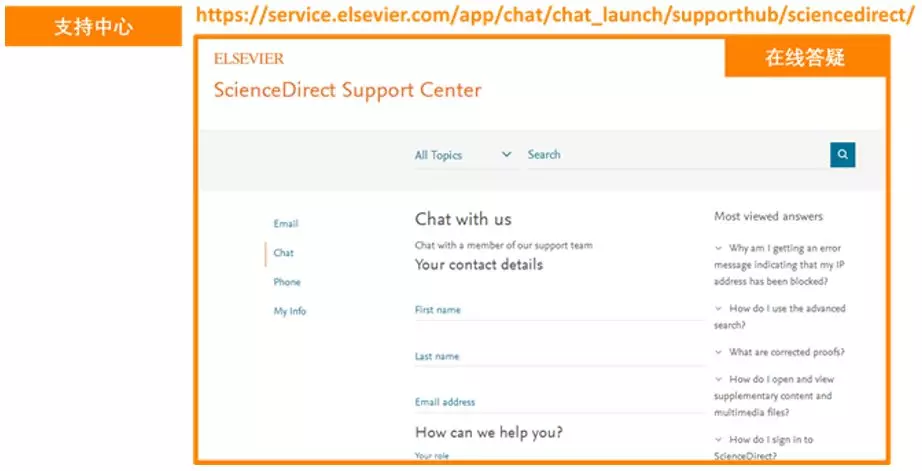 支持中心
https://service.elsevier.com/app/chat/chat_launch/supporthub/sciencedirect/
在线答疑
ELSEVIER
ScienceDirect Support Center
All Topics
Search
Email
Chat
Phone
My Info
Chat with us
Chat with a member of our support team
Your contact details
First name
Last name
Email address
How can we help you?
Your role
Most viewed answers
Why am I getting an error
message indicating that my IP
address has been blocked?
How do I use the advanced
search?
What are corrected proofs?
How do I open and view
supplementary content and
multimedia files?
How do I sign in to
ScienceDirect?